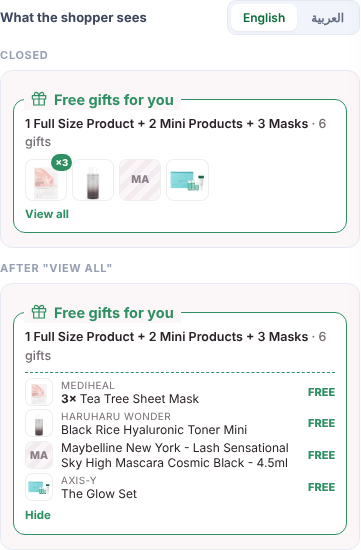 What the shopper sees
English
العربية
CLOSED
Free gifts for you
1 Full Size Product + 2 Mini Products + 3 Masks · 6
gifts
×3
MA
View all
AFTER "VIEW ALL"
Free gifts for you
1 Full Size Product + 2 Mini Products + 3 Masks · 6
gifts
MEDIHEAL
3× Tea Tree Sheet Mask
FREE
HARUHARU WONDER
Black Rice Hyaluronic Toner Mini
FREE
MA
Maybelline New York - Lash Sensational
Sky High Mascara Cosmic Black - 4.5ml
FREE
AXIS-Y
The Glow Set
FREE
Hide